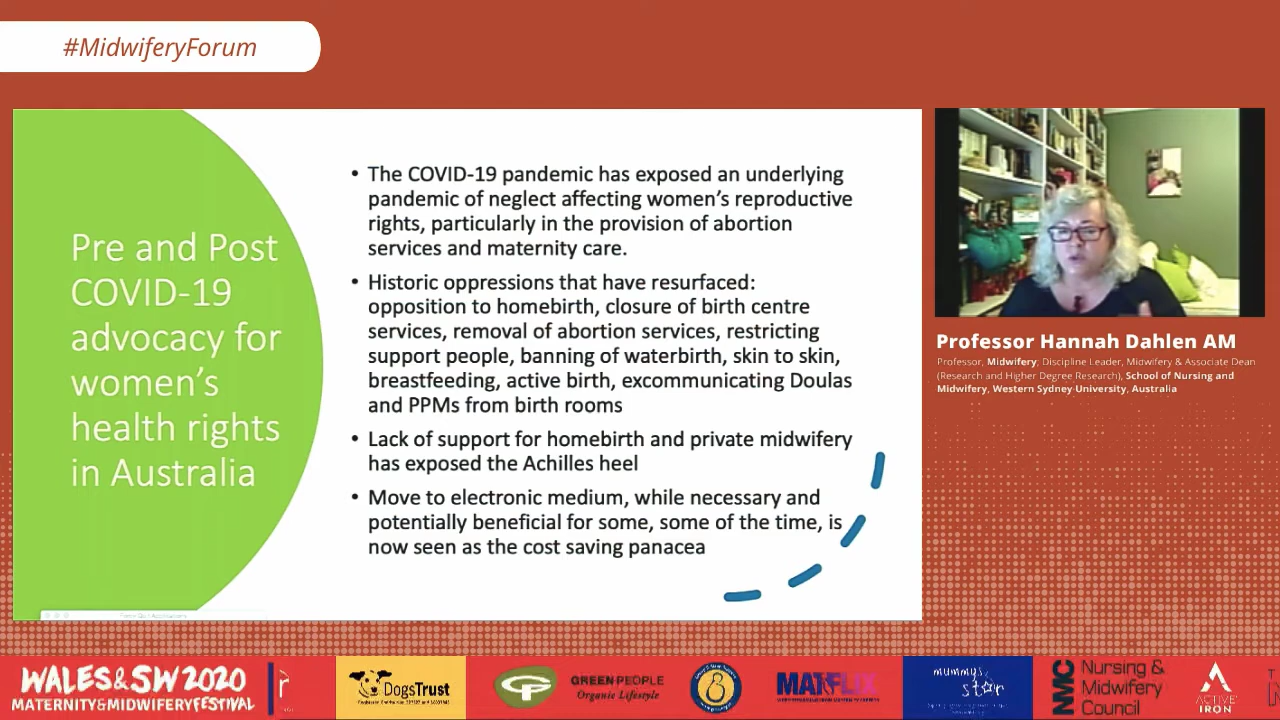 #MidwiferyForum
Pre and Post
COVID-19
advocacy for
women's
health rights
in Australia
• The COVID-19 pandemic has exposed an underlying
pandemic of neglect affecting women's reproductive
rights, particularly in the provision of abortion
services and maternity care.
• Historic oppressions that have resurfaced:
opposition to homebirth, closure of birth centre
services, removal of abortion services, restricting
support people, banning of waterbirth, skin to skin,
breastfeeding, active birth, excommunicating Doulas
and PPMs from birth rooms
• Lack of support for homebirth and private midwifery
has exposed the Achilles heel
• Move to electronic medium, while necessary and
potentially beneficial for some, some of the time, is
now seen as the cost saving panacea
Professor Hannah Dahlen AM
Professor, Midwifery; Discipline Leader, Midwifery & Associate Dean
(Research and Higher Degree Research), School of Nursing and
Midwifery, Western Sydney University, Australia
WALES & SW 2020
MATERNITY & MIDWIFERY FESTIVAL
DogsTrust
GREEN PEOPLE
Organic Lifestyle
MATFLIX
mummy's
star
NMC
Nursing &
Midwifery
Council
ACTIVE
IRON